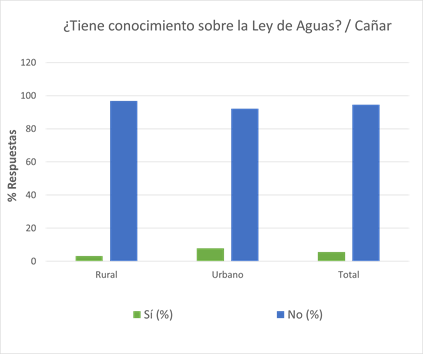 ¿Tiene conocimiento sobre la Ley de Aguas? / Cañar
% Respuestas
120
100
80
60
40
20
0
Rural Urbano Total
Sí (%) No (%)